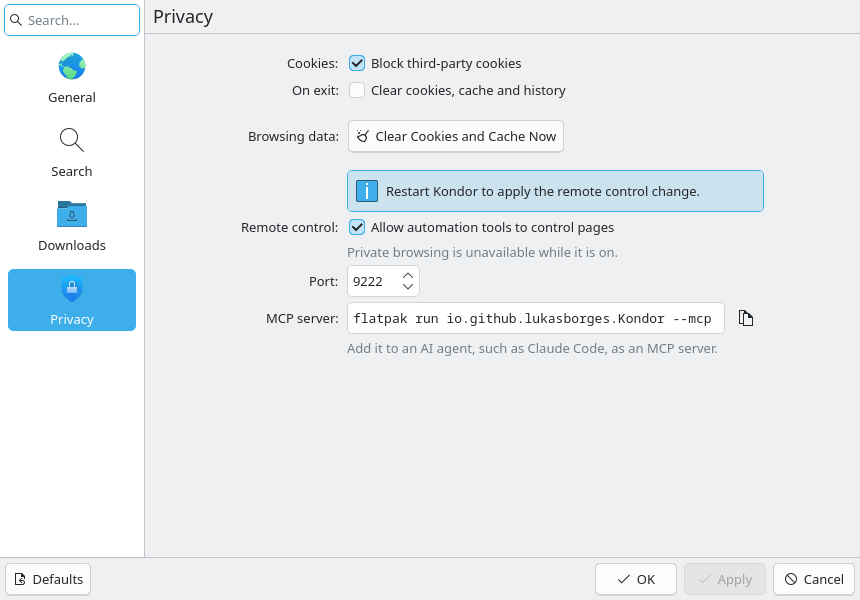 Search...
General
Search
Downloads
Privacy
Privacy
Cookies: Block third-party cookies
On exit: Clear cookies, cache and history
Browsing data: Clear Cookies and Cache Now
Restart Kondor to apply the remote control change.
Remote control: Allow automation tools to control pages
Private browsing is unavailable while it is on.
Port: 9222
MCP server: flatpak run io.github.lukasborges.Kondor --mcp
Add it to an AI agent, such as Claude Code, as an MCP server.
Defaults
OK
Apply
Cancel